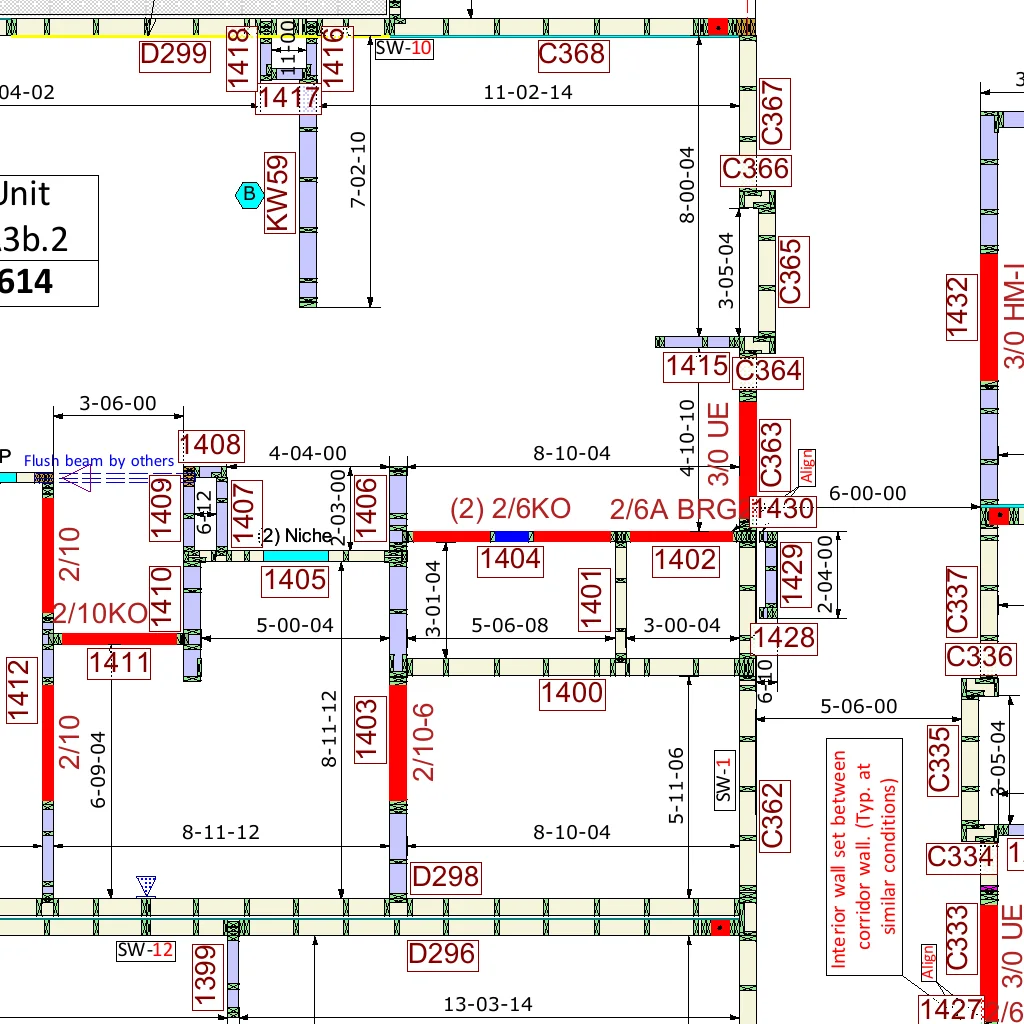 D299
1418
11-00
1416
SW-10
C368
04-02
1417
11-02-14
C367
3
KW59
B
7-02-10
8-00-04
C366
Unit
3b.2
614
3-05-04
C365
1432
3/0 HM-I
1415
C364
3-06-00
4-10-10
3/0 UE
C363
Align
P
Flush beam by others
1408
4-04-00
8-10-04
1409
6-12
1407
2-03-00
1406
(2) 2/6KO
2/6A BRG
1430
6-00-00
2/10
2) Niche
1404
1402
1405
1429
2-04-00
2/10KO
1410
3-01-04
1401
C337
5-00-04
5-06-08
3-00-04
1428
1411
C336
1412
1400
6-10
5-06-00
2/10
6-09-04
8-11-12
1403
2/10-6
5-11-06
SW-1
C362
C335
3-05-04
Interior wall set between
corridor wall. (Typ. at
similar conditions)
8-11-12
8-10-04
C334
1
D298
C333
3/0 UE
Align
SW-12
D296
1399
13-03-14
1427
/6